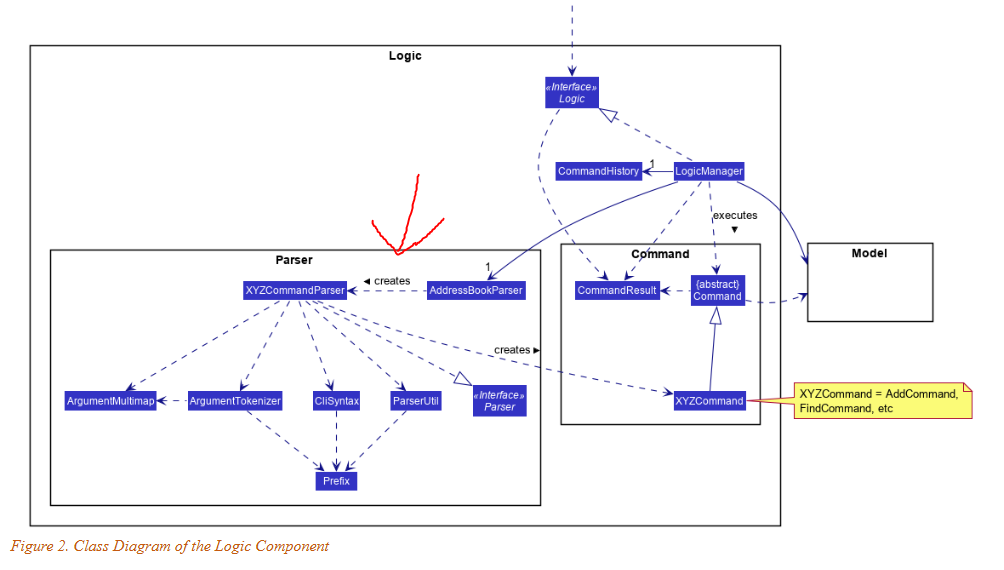 Logic
«Interface»
Logic
CommandHistory
1
LogicManager
executes ▼
Parser
Command
Model
1
XYZCommandParser
◄ creates
AddressBookParser
CommandResult
{abstract}
Command
creates ►
ArgumentMultimap
ArgumentTokenizer
CliSyntax
ParserUtil
«Interface»
Parser
XYZCommand
XYZCommand = AddCommand,
FindCommand, etc
Prefix
Figure 2. Class Diagram of the Logic Component